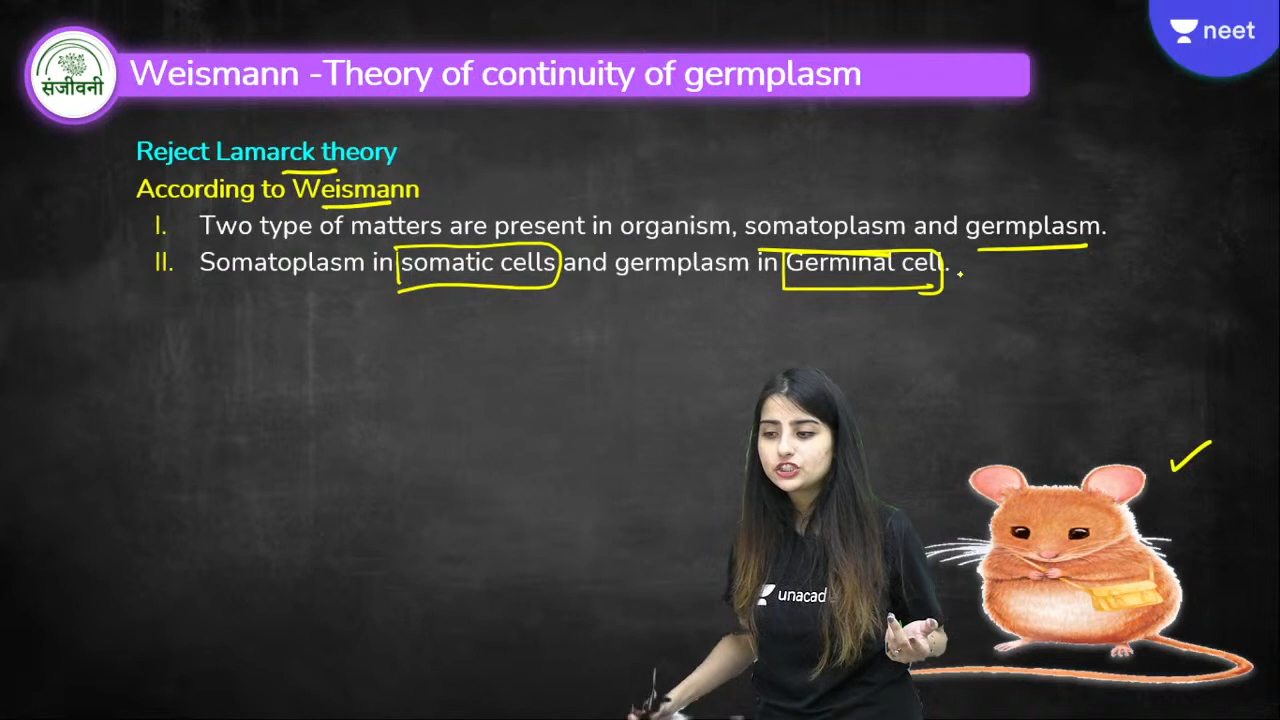 neet
संजीवनी
Weismann -Theory of continuity of germplasm
Reject Lamarck theory
According to Weismann
I. Two type of matters are present in organism, somatoplasm and germplasm.
II. Somatoplasm in somatic cells and germplasm in Germinal cell.
unacad